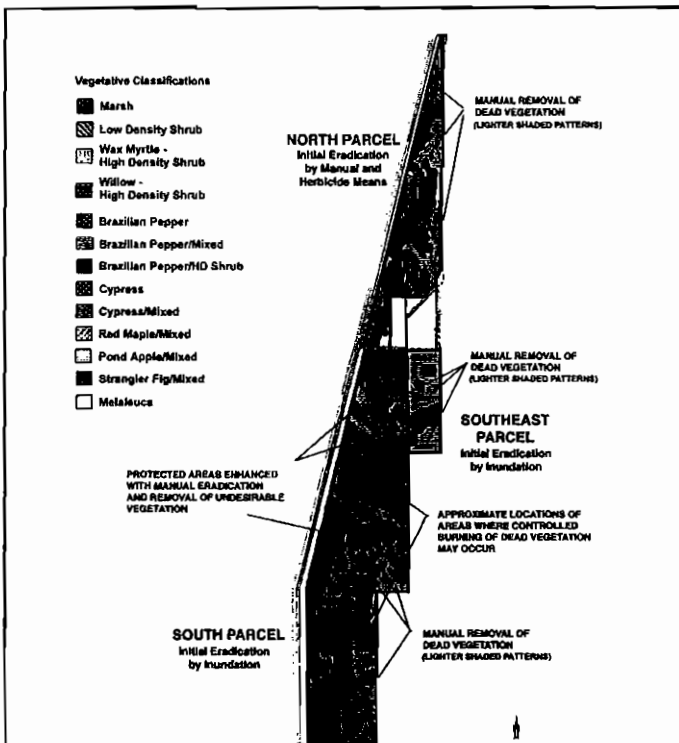 Vegetative Classifications
Marsh
Low Density Shrub
Wax Myrtle -
High Density Shrub
Willow -
High Density Shrub
Brazilian Pepper
Brazilian Pepper/Mixed
Brazilian Pepper/HD Shrub
Cypress
Cypress/Mixed
Red Maple/Mixed
Pond Apple/Mixed
Strangler Fig/Mixed
Melaleuca
NORTH PARCEL
Initial Eradication
by Manual and
Herbicide Means
MANUAL REMOVAL OF
DEAD VEGETATION
(LIGHTER SHADED PATTERNS)
MANUAL REMOVAL OF
DEAD VEGETATION
(LIGHTER SHADED PATTERNS)
SOUTHEAST
PARCEL
Initial Eradication
by Inundation
PROTECTED AREAS ENHANCED
WITH MANUAL ERADICATION
AND REMOVAL OF UNDESIRABLE
VEGETATION
APPROXIMATE LOCATIONS OF
AREAS WHERE CONTROLLED
BURNING OF DEAD VEGETATION
MAY OCCUR
SOUTH PARCEL
Initial Eradication
by Inundation
MANUAL REMOVAL OF
DEAD VEGETATION
(LIGHTER SHADED PATTERNS)